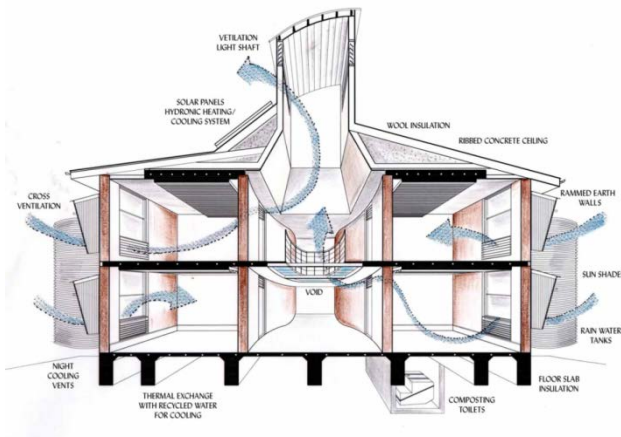 VETILATION
LIGHT SHAFT
SOLAR PANELS
HYDRONIC HEATING/
COOLING SYSTEM
WOOL INSULATION
RIBBED CONCRETE CEILING
CROSS
VENTILATION
RAMMED EARTH
WALLS
SUN SHADE
VOID
RAIN WATER
TANKS
NIGHT
COOLING
VENTS
THERMAL EXCHANGE
WITH RECYCLED WATER
FOR COOLING
COMPOSTING
TOILETS
FLOOR SLAB
INSULATION